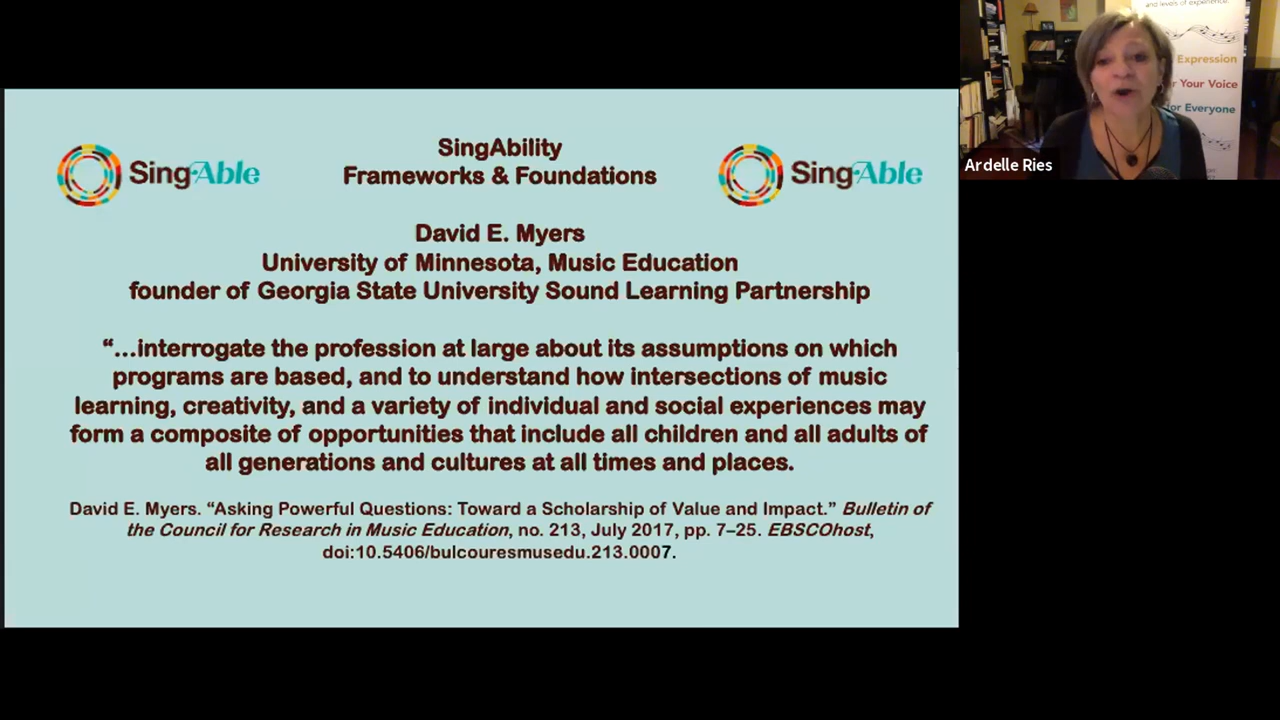 SingAbility
Frameworks & Foundations
SingAble
SingAble
David E. Myers
University of Minnesota, Music Education
founder of Georgia State University Sound Learning Partnership
“...interrogate the profession at large about its assumptions on which
programs are based, and to understand how intersections of music
learning, creativity, and a variety of individual and social experiences may
form a composite of opportunities that include all children and all adults of
all generations and cultures at all times and places.
David E. Myers. “Asking Powerful Questions: Toward a Scholarship of Value and Impact.” Bulletin of
the Council for Research in Music Education, no. 213, July 2017, pp. 7–25. EBSCOhost,
doi:10.5406/bulcouresmusedu.213.0007.
and levels of experience.
Expression
Your Voice
for Everyone
Ardelle Ries